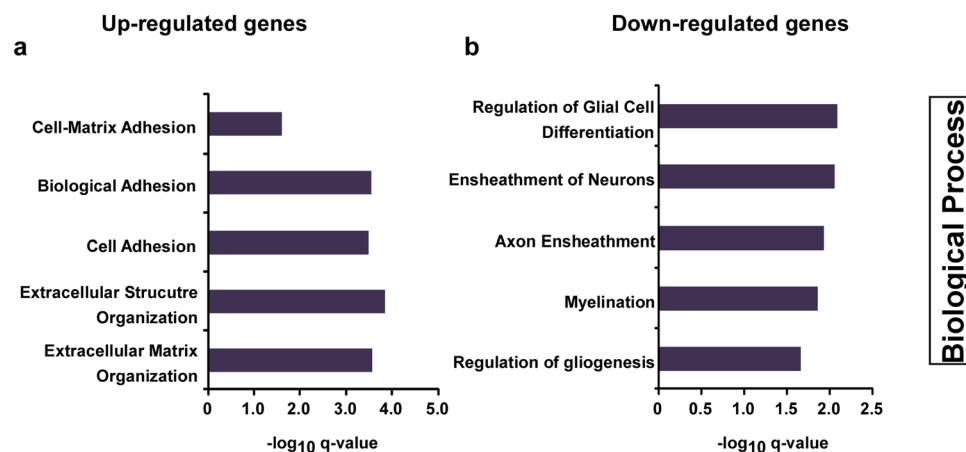 Up-regulated genes
Down-regulated genes
a
b
Cell-Matrix Adhesion
Biological Adhesion
Cell Adhesion
Extracellular Strucutre
Organization
Extracellular Matrix
Organization
0 1.0 2.0 3.0 4.0 5.0
-log10 q-value
Regulation of Glial Cell
Differentiation
Ensheathment of Neurons
Axon Ensheathment
Myelination
Regulation of gliogenesis
0 0.5 1.0 1.5 2.0 2.5
-log10 q-value
Biological Process